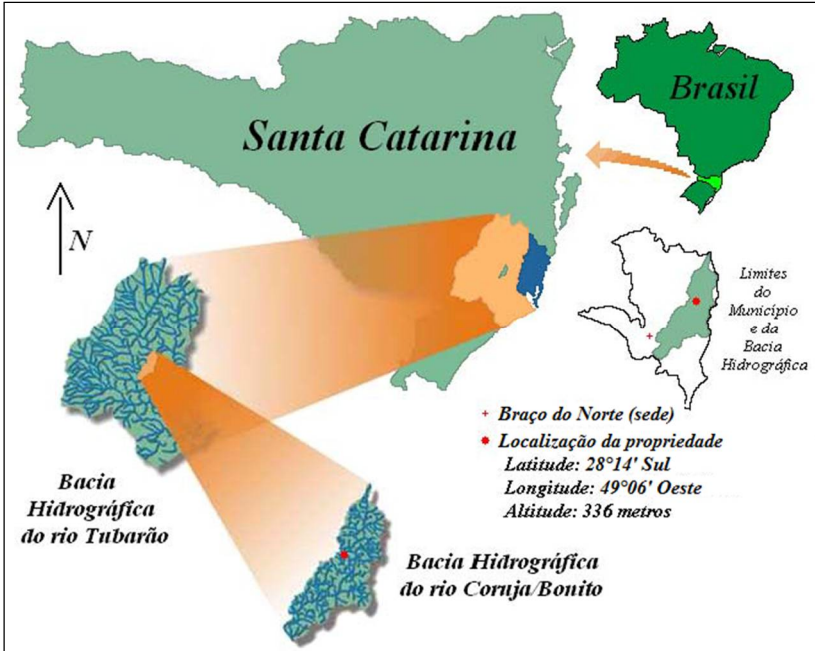 Brasil
Santa Catarina
N
Limites
do
Município
e da
Bacia
Hidrográfica
Braço do Norte (sede)
Localização da propriedade
Latitude: 28°14' Sul
Longitude: 49°06' Oeste
Altitude: 336 metros
Bacia
Hidrográfica
do rio Tubarão
Bacia Hidrográfica
do rio Coruja/Bonito